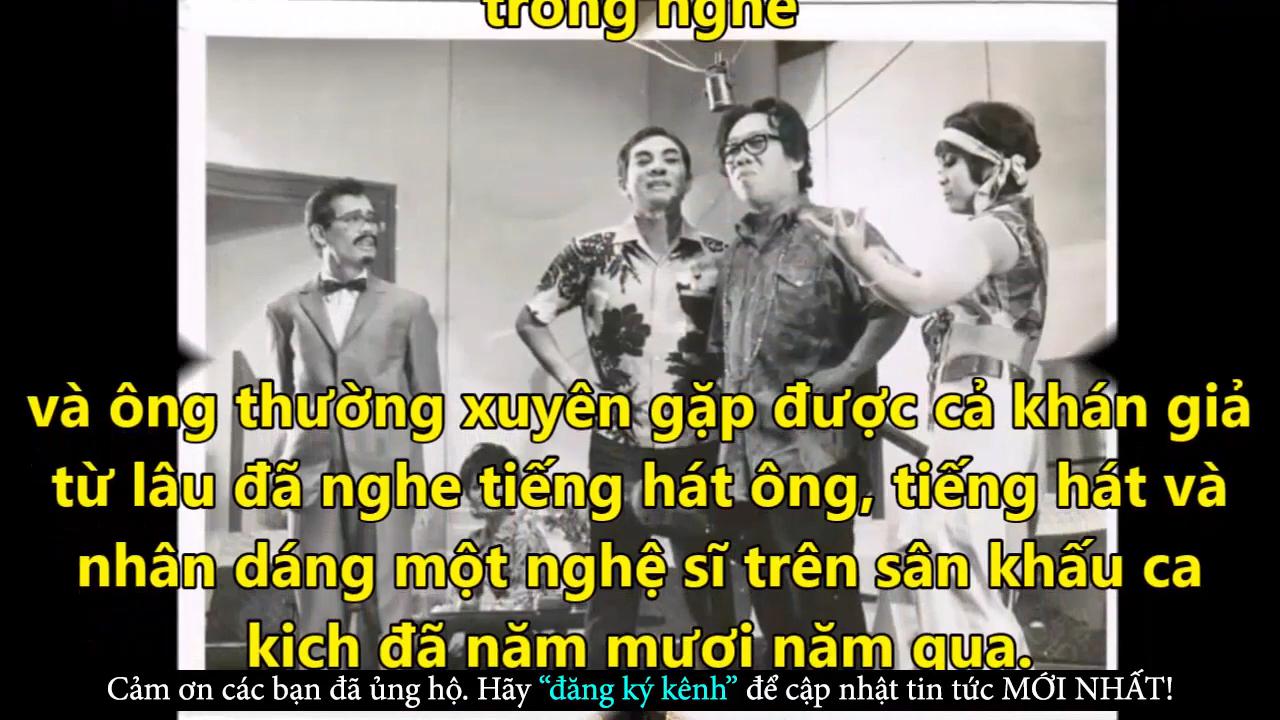 trong nghề
và ông thường xuyên gặp được cả khán giả
từ lâu đã nghe tiếng hát ông, tiếng hát và
nhân dáng một nghệ sĩ trên sân khấu ca
kịch đã năm mươi năm qua.
Cảm ơn các bạn đã ủng hộ. Hãy “đăng ký kênh” để cập nhật tin tức MỚI NHẤT!